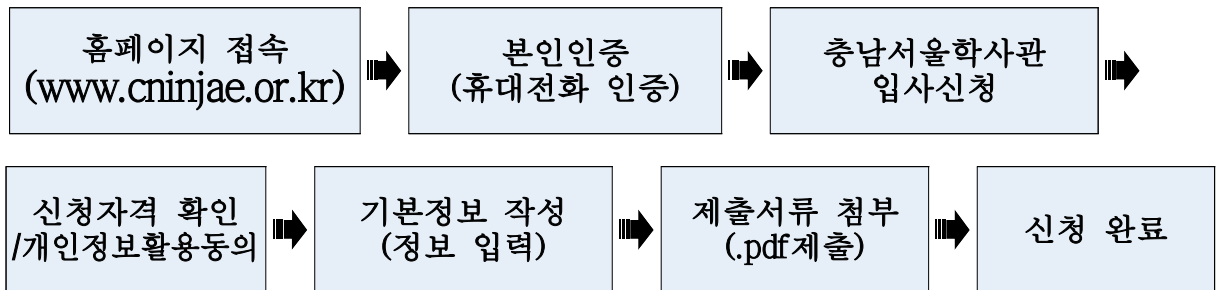 홈페이지 접속
(www.cninjae.or.kr)
본인인증
(휴대전화 인증)
충남서울학사관
입사신청
신청자격 확인
/개인정보활용동의
기본정보 작성
(정보 입력)
제출서류 첨부
(.pdf제출)
신청 완료